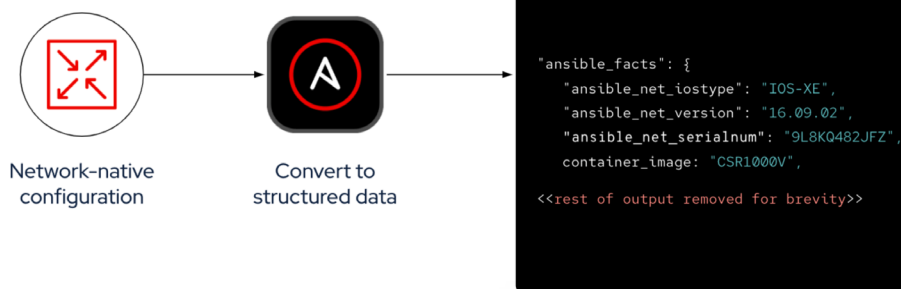 Network-native
configuration
Convert to
structured data
"ansible_facts": {
"ansible_net_iostype": "IOS-XE",
"ansible_net_version": "16.09.02",
"ansible_net_serialnum": "9L8KQ482JFZ",
container_image: "CSR1000V",
<<rest of output removed for brevity>>